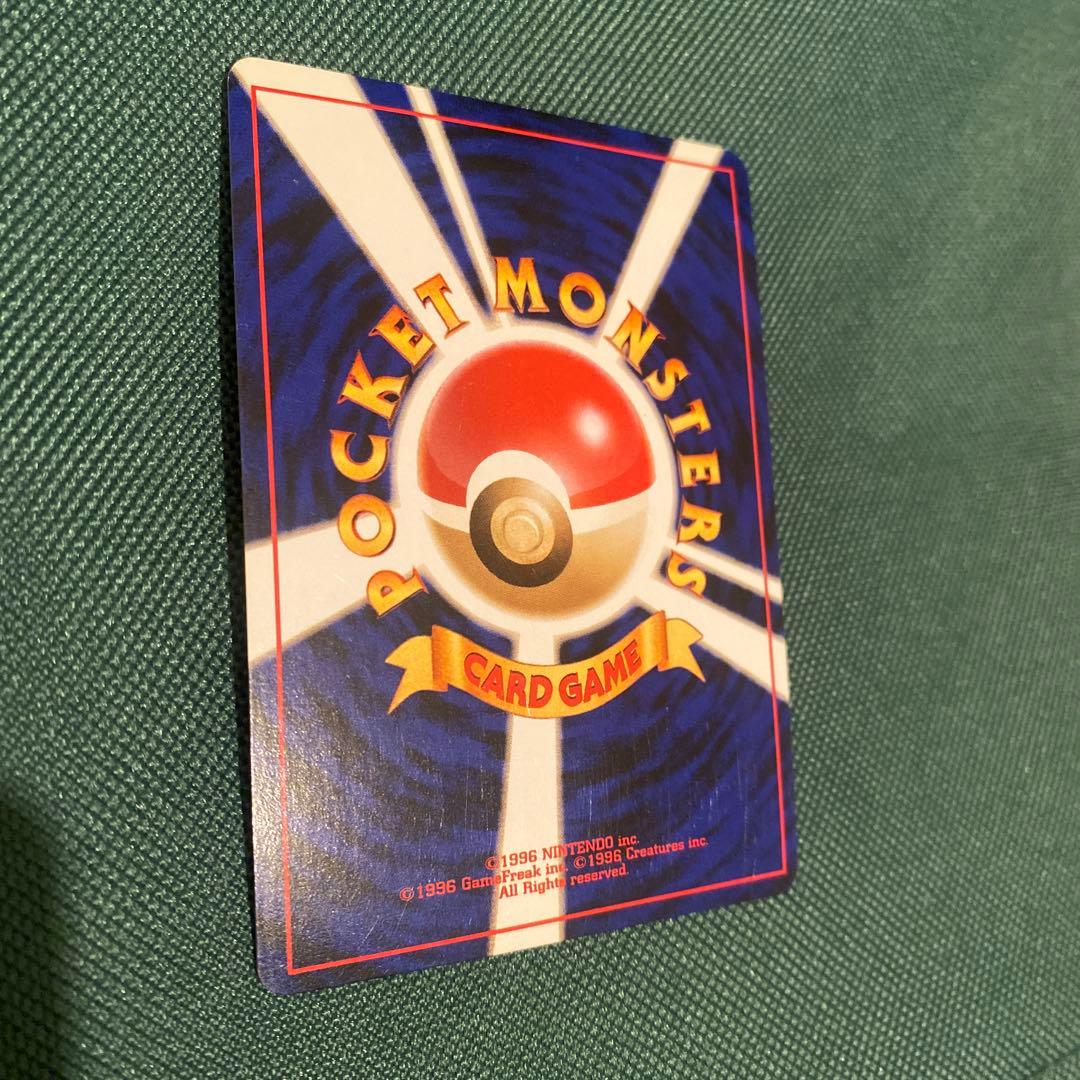 POCKET MONSTERS
CARD GAME
©1996 NINTENDO inc.
©1996 GameFreak inc. ©1996 Creatures inc.
All Rights reserved.